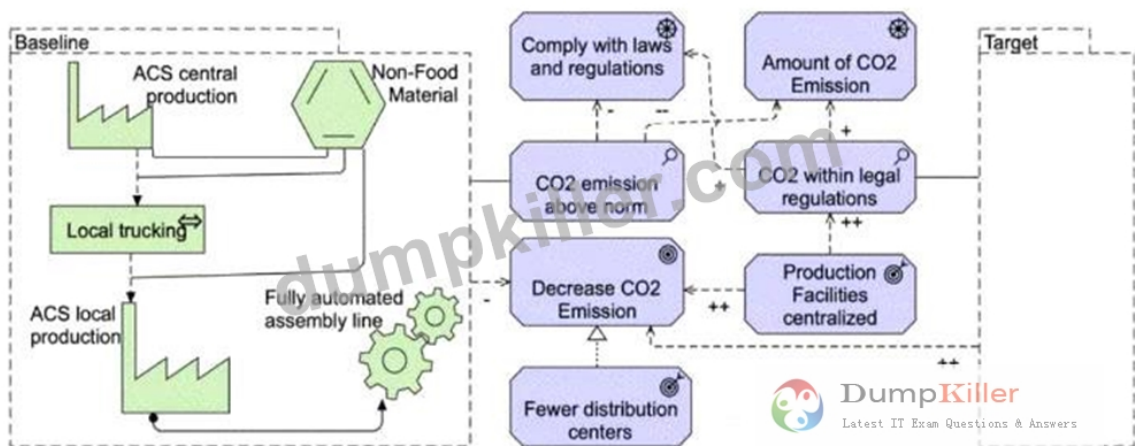 Baseline
ACS central
production
Non-Food
Material
Local trucking
ACS local
production
Fully automated
assembly line
Comply with laws
and regulations
Amount of CO2
Emission
-
--
+
+
CO2 emission
above norm
CO2 within legal
regulations
++
Decrease CO2
Emission
-
++
Production
Facilities
centralized
++
Fewer distribution
centers
Target
dumpkiller.com
DumpKiller
Latest IT Exam Questions & Answers